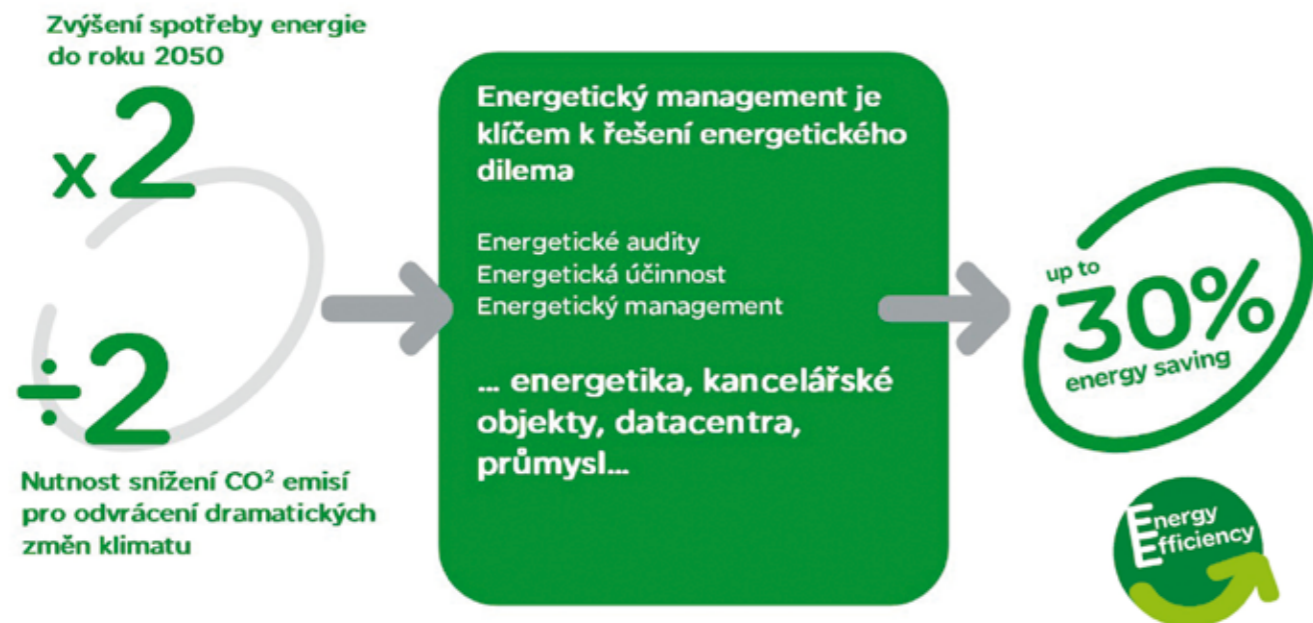 Zvýšení spotřeby energie
do roku 2050
x2
÷2
Nutnost snížení CO² emisí
pro odvrácení dramatických
změn klimatu
Energetický management je
klíčem k řešení energetického
dilema
Energetické audity
Energetická účinnost
Energetický management
... energetika, kancelářské
objekty, datacentra,
průmysl...
up to
30%
energy saving
Energy
Efficiency